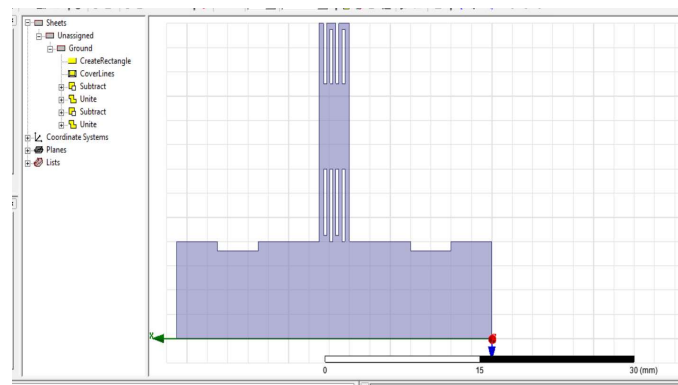 Sheets
Unassigned
Ground
CreateRectangle
CoverLines
Subtract
Unite
Subtract
Unite
Coordinate Systems
Planes
Lists
X
0 15 30 (mm)